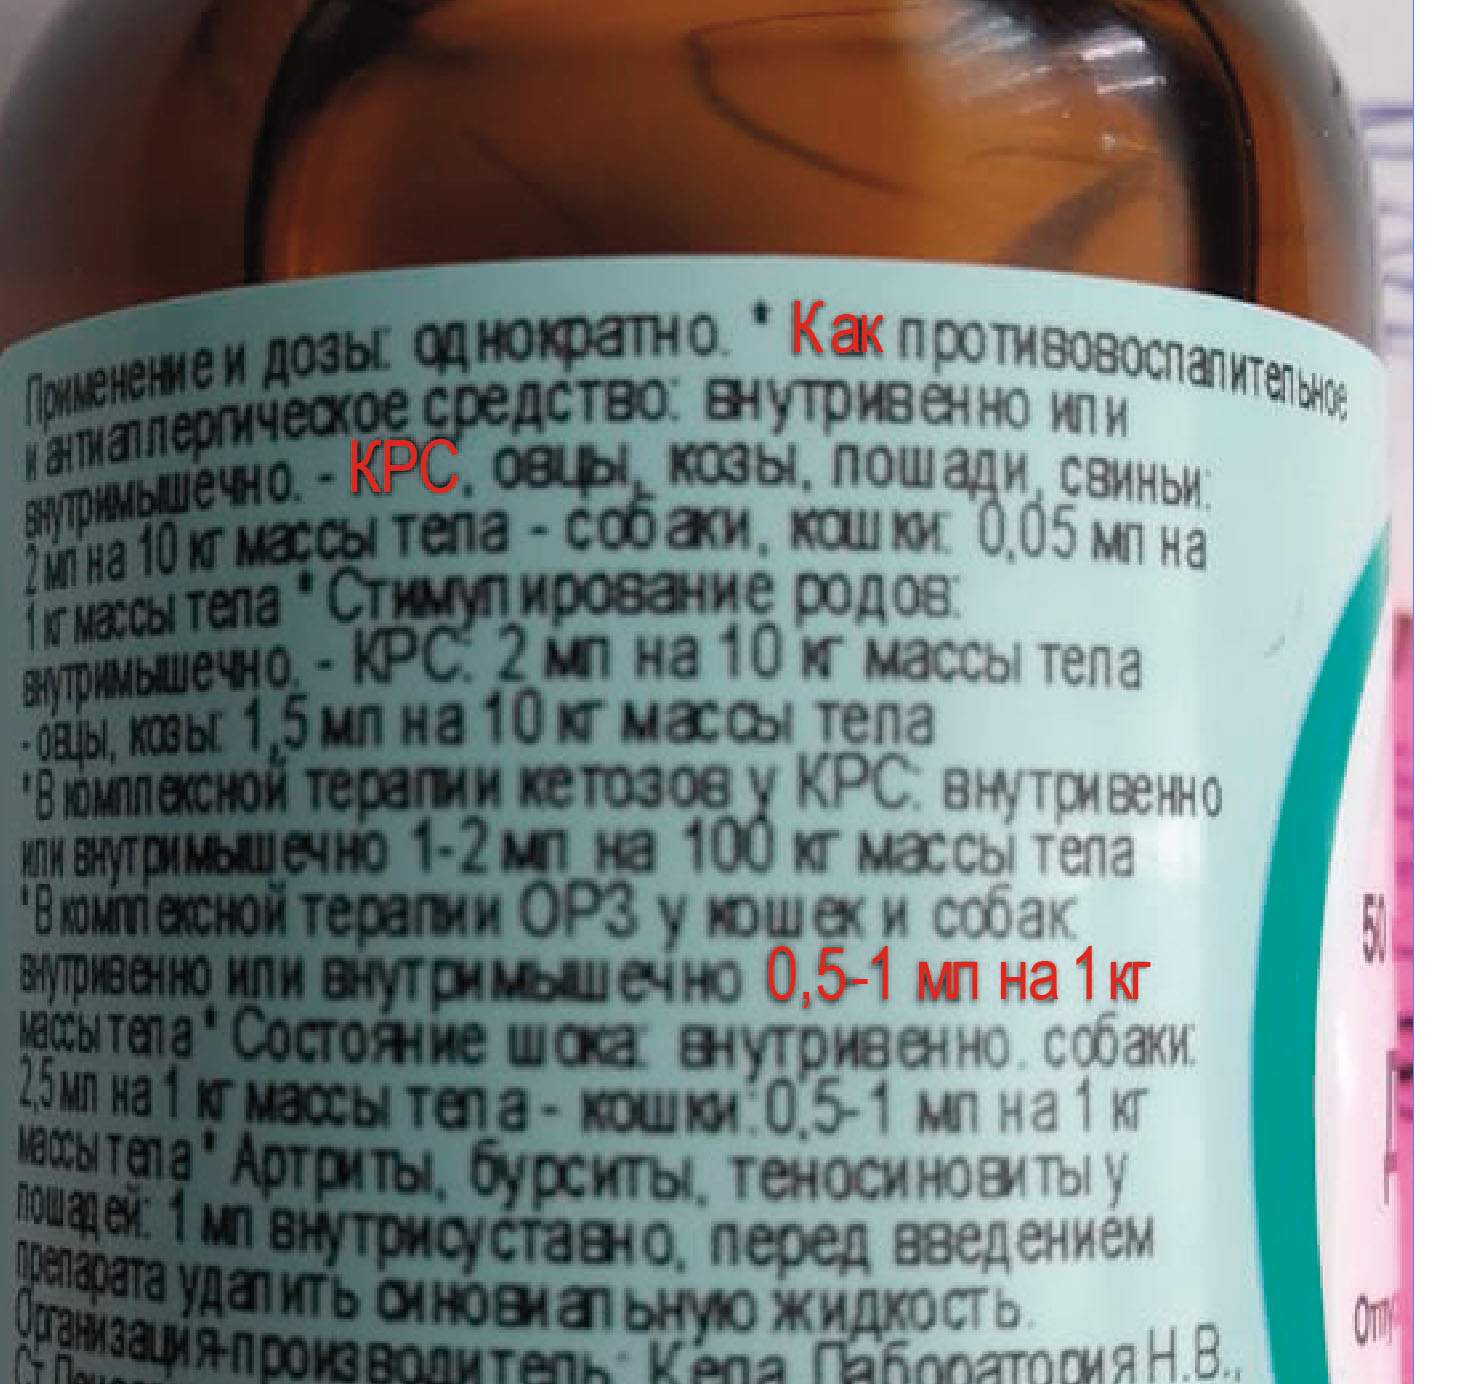 Применение и дозы: однократно. * Как противовоспалительное
и антиаллергическое средство: внутривенно или
внутримышечно. - КРС, овцы, козы, лошади, свиньи:
2 мл на 10 кг массы тела - собаки, кошки: 0,05 мл на
1 кг массы тела * Стимулирование родов:
внутримышечно. - КРС: 2 мл на 10 кг массы тела
- овцы, козы: 1,5 мл на 10 кг массы тела
*В комплексной терапии кетозов у КРС: внутривенно
или внутримышечно 1-2 мл на 100 кг массы тела
*В комплексной терапии ОРЗ у кошек и собак:
внутривенно или внутримышечно 0,5-1 мл на 1 кг
массы тела * Состояние шока: внутривенно. собаки:
2,5 мл на 1 кг массы тела - кошки: 0,5-1 мл на 1 кг
массы тела * Артриты, бурситы, теносиновиты у
лошадей: 1 мл внутрисуставно, перед введением
препарата удалить синовиальную жидкость.
Организация-производитель: Кела Лаборатория Н.В.,
50